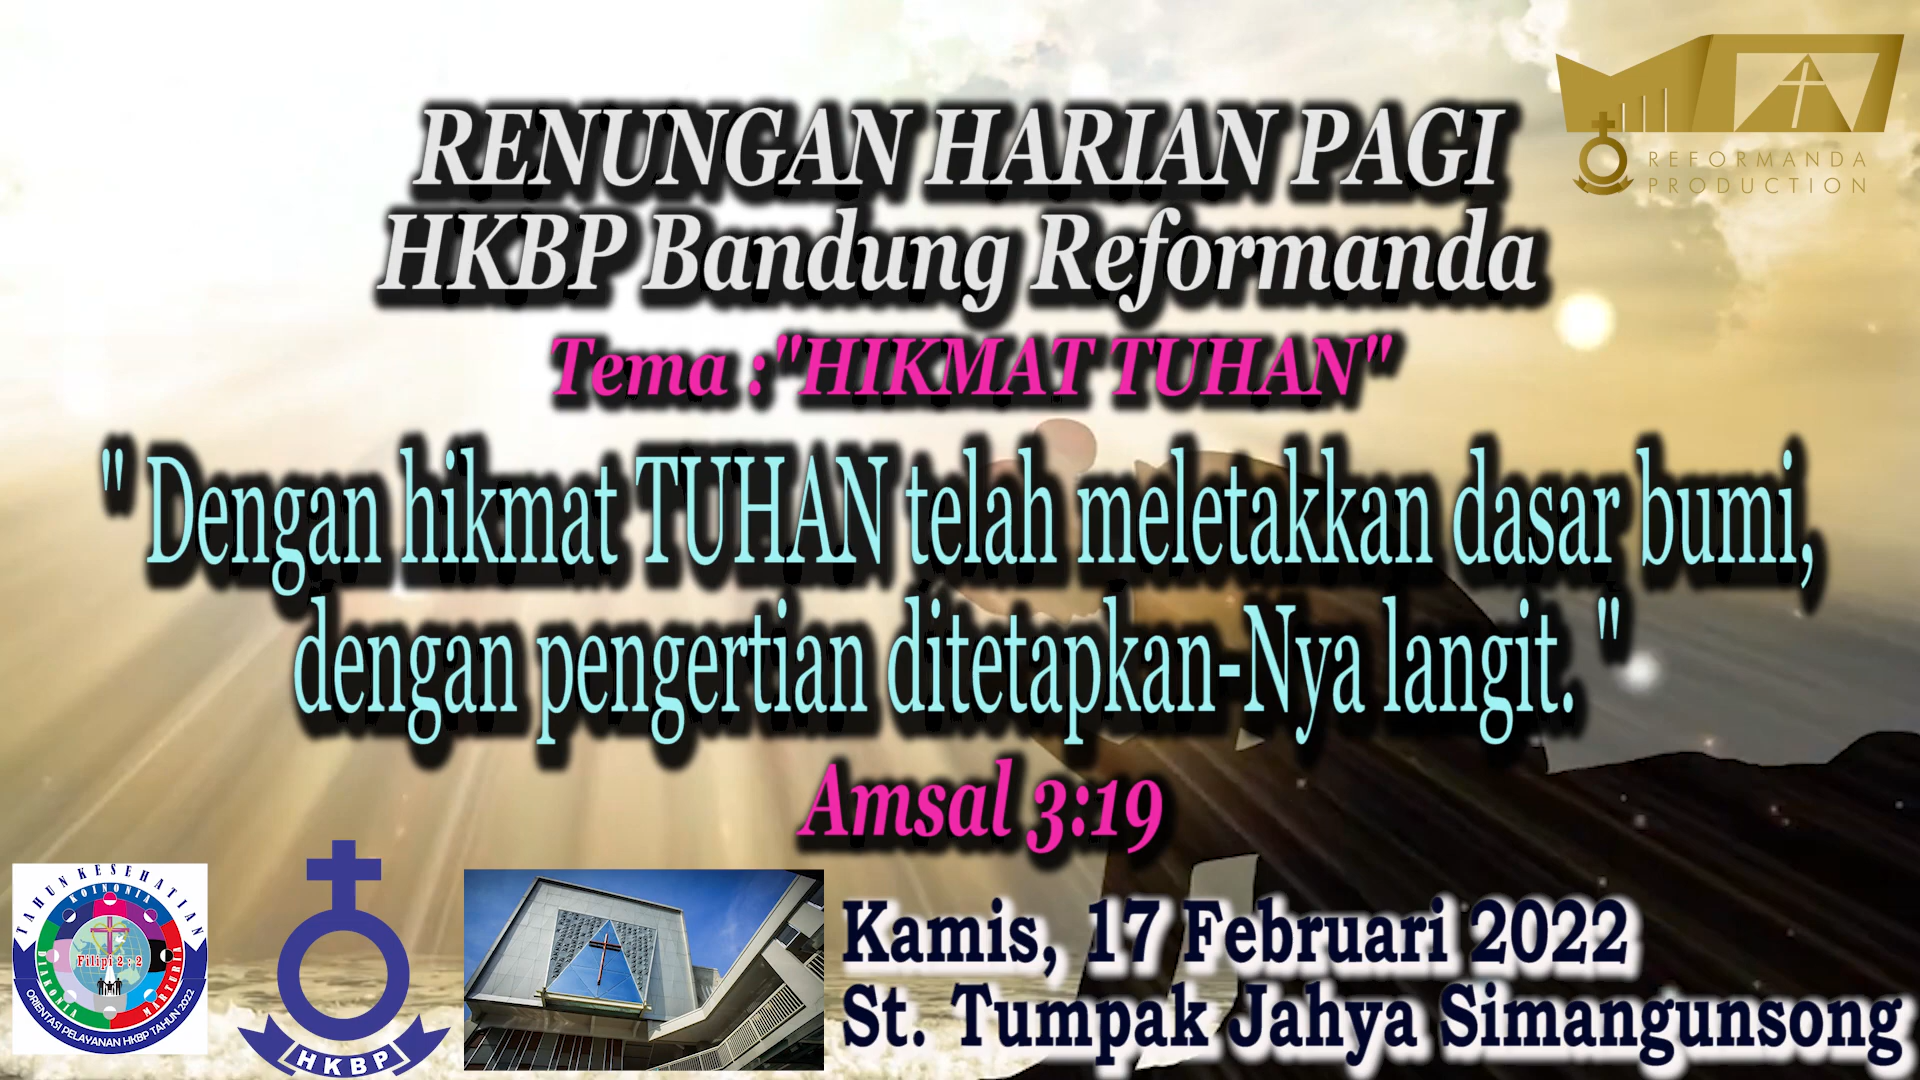 RENUNGAN HARIAN PAGI
HKBP Bandung Reformanda
Tema :"HIKMAT TUHAN"
" Dengan hikmat TUHAN telah meletakkan dasar bumi,
dengan pengertian ditetapkan-Nya langit. "
Amsal 3:19
Kamis, 17 Februari 2022
St. Tumpak Jahya Simangunsong
REFORMANDA
PRODUCTION
TAHUN KESEHATIAN
KOINONIA
DIAKONIA
MARTURIA
Filipi 2 : 2
ORIENTASI PELAYANAN HKBP TAHUN 2022
HKBP